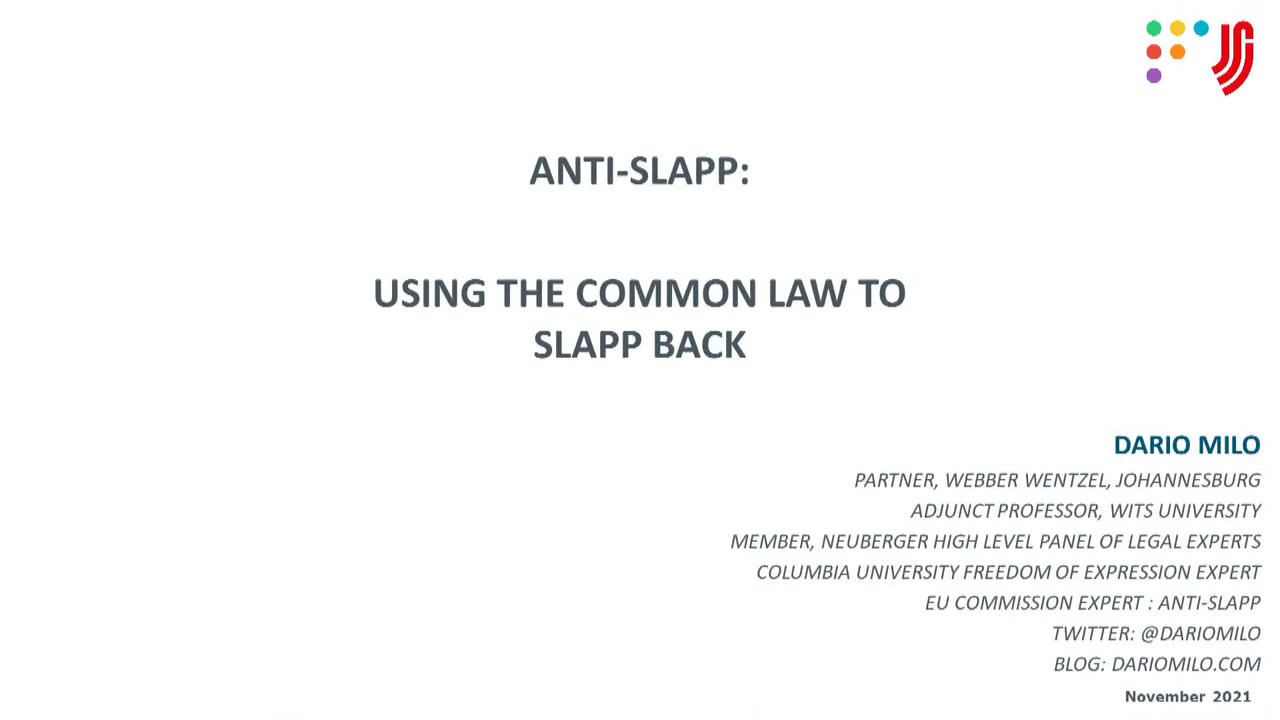 ANTI-SLAPP:
USING THE COMMON LAW TO
SLAPP BACK
DARIO MILO
PARTNER, WEBBER WENTZEL, JOHANNESBURG
ADJUNCT PROFESSOR, WITS UNIVERSITY
MEMBER, NEUBERGER HIGH LEVEL PANEL OF LEGAL EXPERTS
COLUMBIA UNIVERSITY FREEDOM OF EXPRESSION EXPERT
EU COMMISSION EXPERT : ANTI-SLAPP
TWITTER: @DARIOMILO
BLOG: DARIOMILO.COM
November 2021